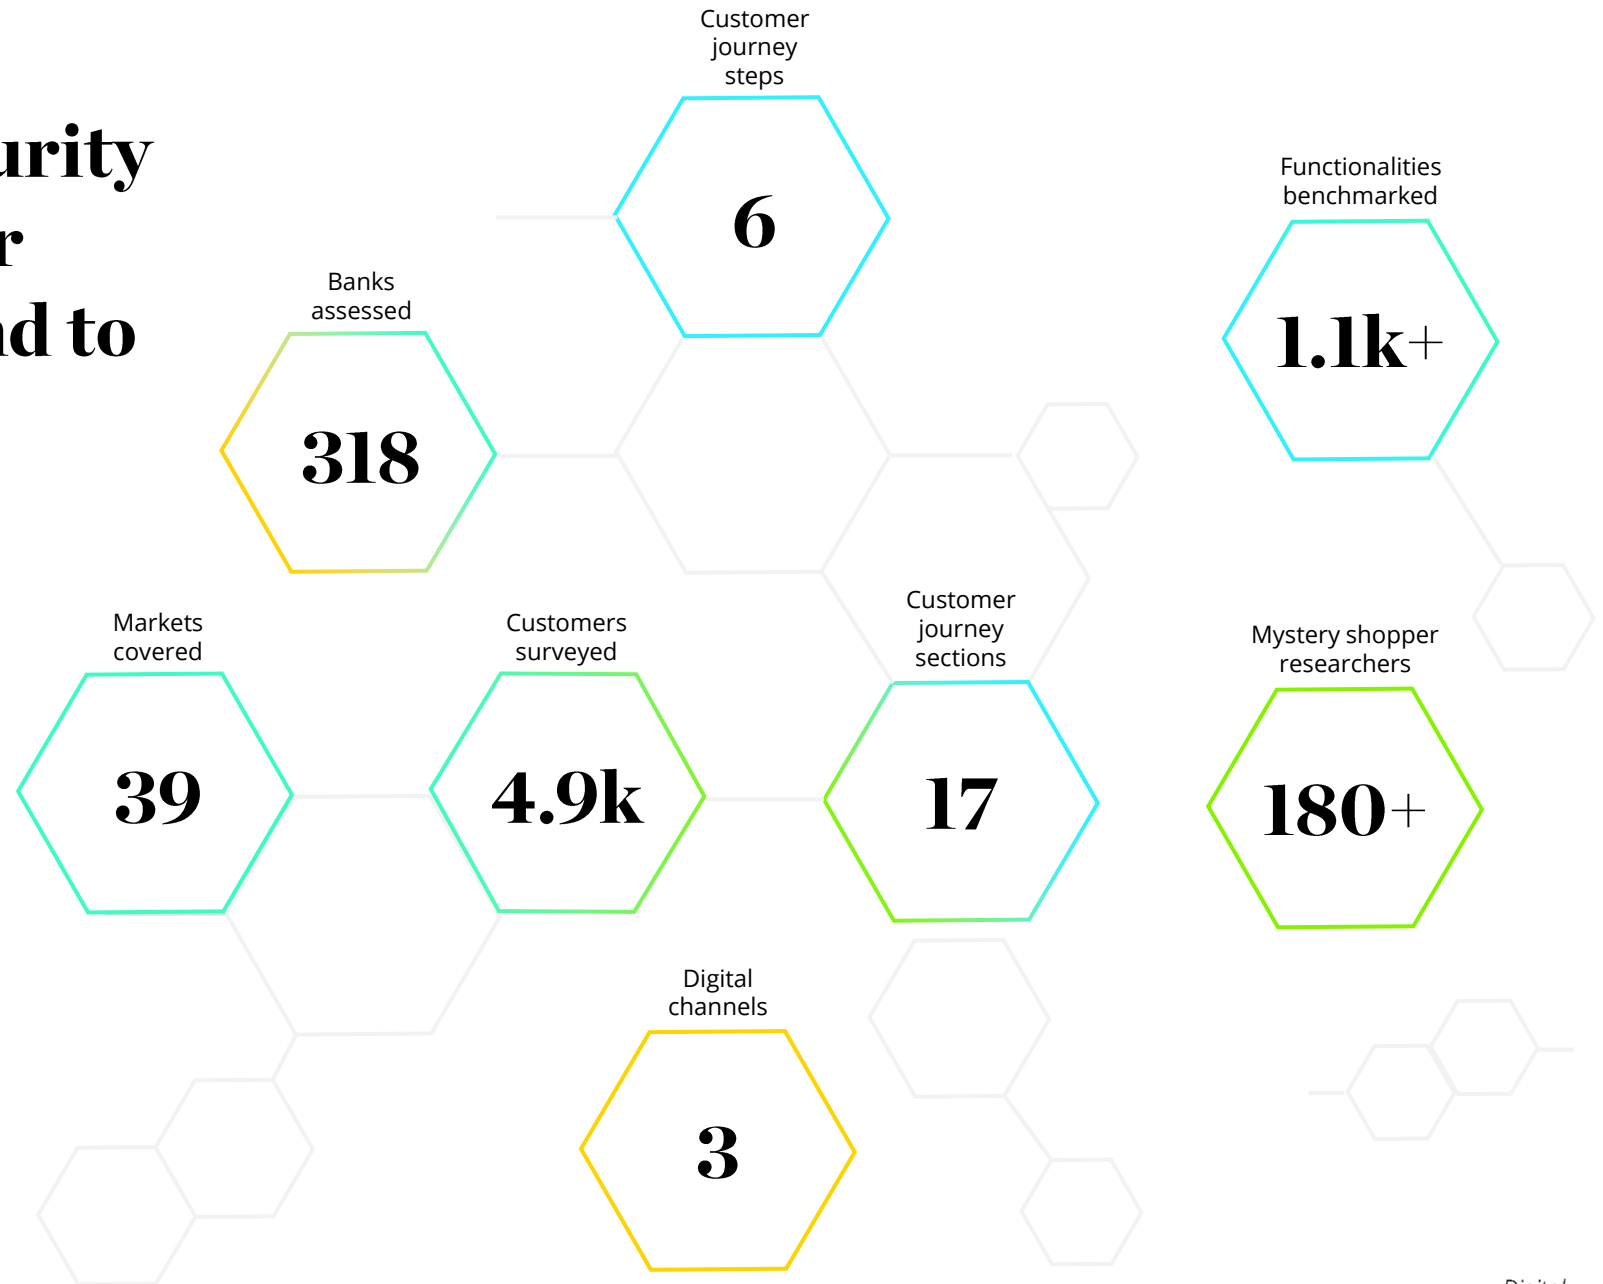 Customer
journey
steps
6
urity
r
nd to
Functionalities
benchmarked
1.1k+
Banks
assessed
318
Markets
covered
39
Customers
surveyed
4.9k
Customer
journey
sections
17
Mystery shopper
researchers
180+
Digital
channels
3
Digital